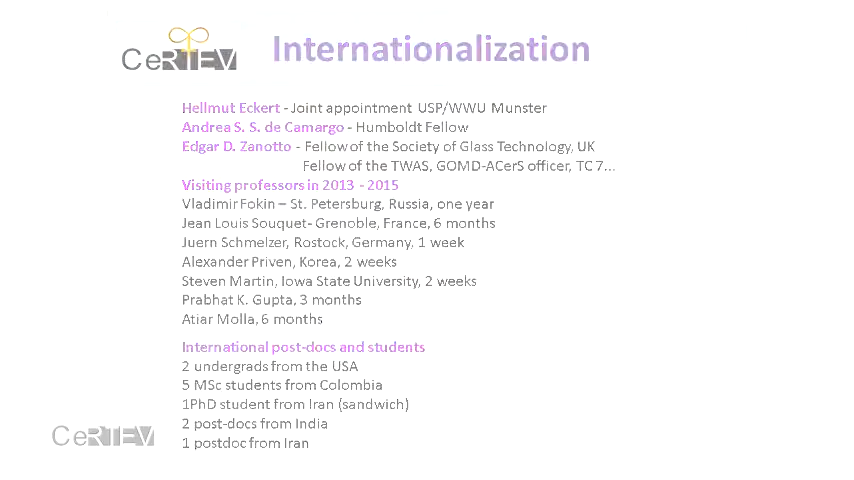 CeRTEV
Internationalization
Hellmut Eckert - Joint appointment USP/WWU Munster
Andrea S. S. de Camargo - Humboldt Fellow
Edgar D. Zanotto - Fellow of the Society of Glass Technology, UK
Fellow of the TWAS, GOMD-ACerS officer, TC 7...
Visiting professors in 2013 - 2015
Vladimir Fokin – St. Petersburg, Russia, one year
Jean Louis Souquet- Grenoble, France, 6 months
Juern Schmelzer, Rostock, Germany, 1 week
Alexander Priven, Korea, 2 weeks
Steven Martin, Iowa State University, 2 weeks
Prabhat K. Gupta, 3 months
Atiar Molla, 6 months
International post-docs and students
2 undergrads from the USA
5 MSc students from Colombia
1PhD student from Iran (sandwich)
2 post-docs from India
1 postdoc from Iran
CeRTEV